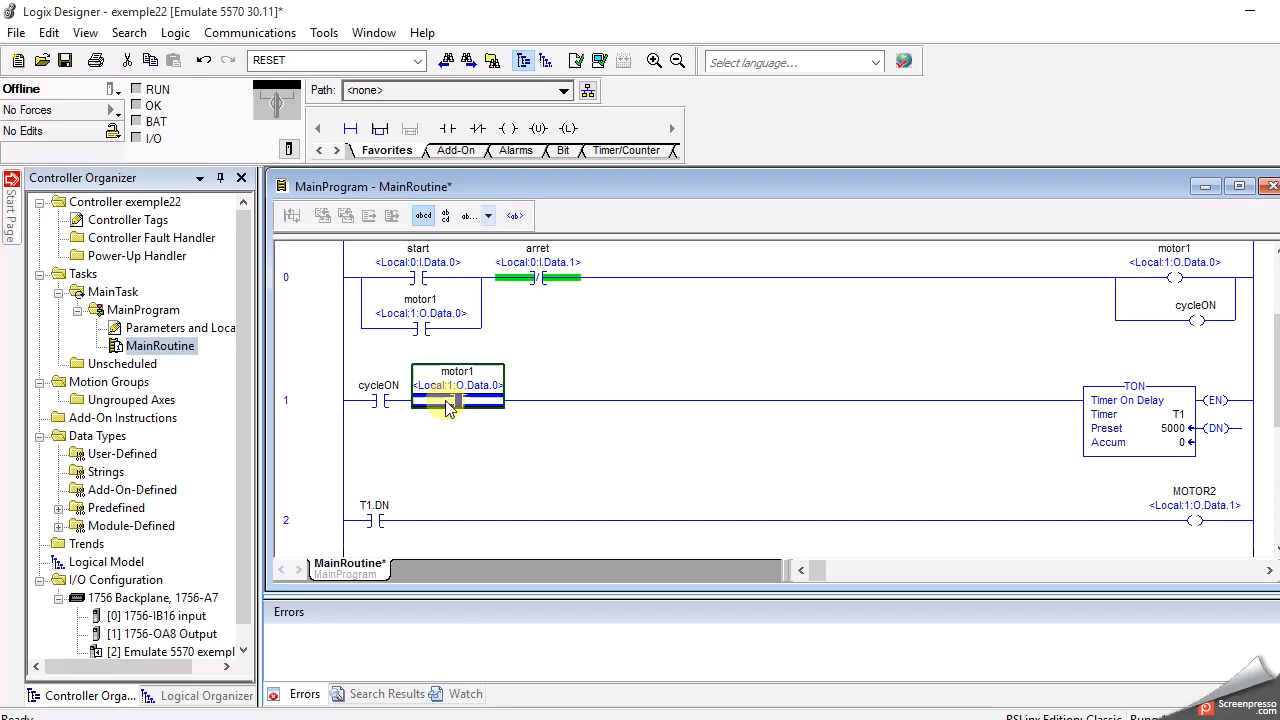 Logix Designer - exemple22 [Emulate 5570 30.11]*
File Edit View Search Logic Communications Tools Window Help
RESET
Select language...
Offline
RUN
No Forces
OK
No Edits
BAT
I/O
Path: <none>
Favorites Add-On Alarms Bit Timer/Counter
Start Page
Controller Organizer
Controller exemple22
Controller Tags
Controller Fault Handler
Power-Up Handler
Tasks
MainTask
MainProgram
Parameters and Loca
MainRoutine
Unscheduled
Motion Groups
Ungrouped Axes
Add-On Instructions
Data Types
User-Defined
Strings
Add-On-Defined
Predefined
Module-Defined
Trends
Logical Model
I/O Configuration
1756 Backplane, 1756-A7
[0] 1756-IB16 input
[1] 1756-OA8 Output
[2] Emulate 5570 exempl
Controller Orga... Logical Organizer
MainProgram - MainRoutine*
abcd
ab
cd
ab...
<ab>
0
start
<Local:0:I.Data.0>
arret
<Local:0:I.Data.1>
motor1
<Local:1:O.Data.0>
motor1
<Local:1:O.Data.0>
cycleON
1
cycleON
motor1
<Local:1:O.Data.0>
TON
Timer On Delay
Timer T1
Preset 5000
Accum 0
EN
DN
2
T1.DN
MOTOR2
<Local:1:O.Data.1>
MainRoutine*
MainProgram
Errors
Errors Search Results Watch
Ready
RSLinx Edition: Classic
Screenpresso
.com